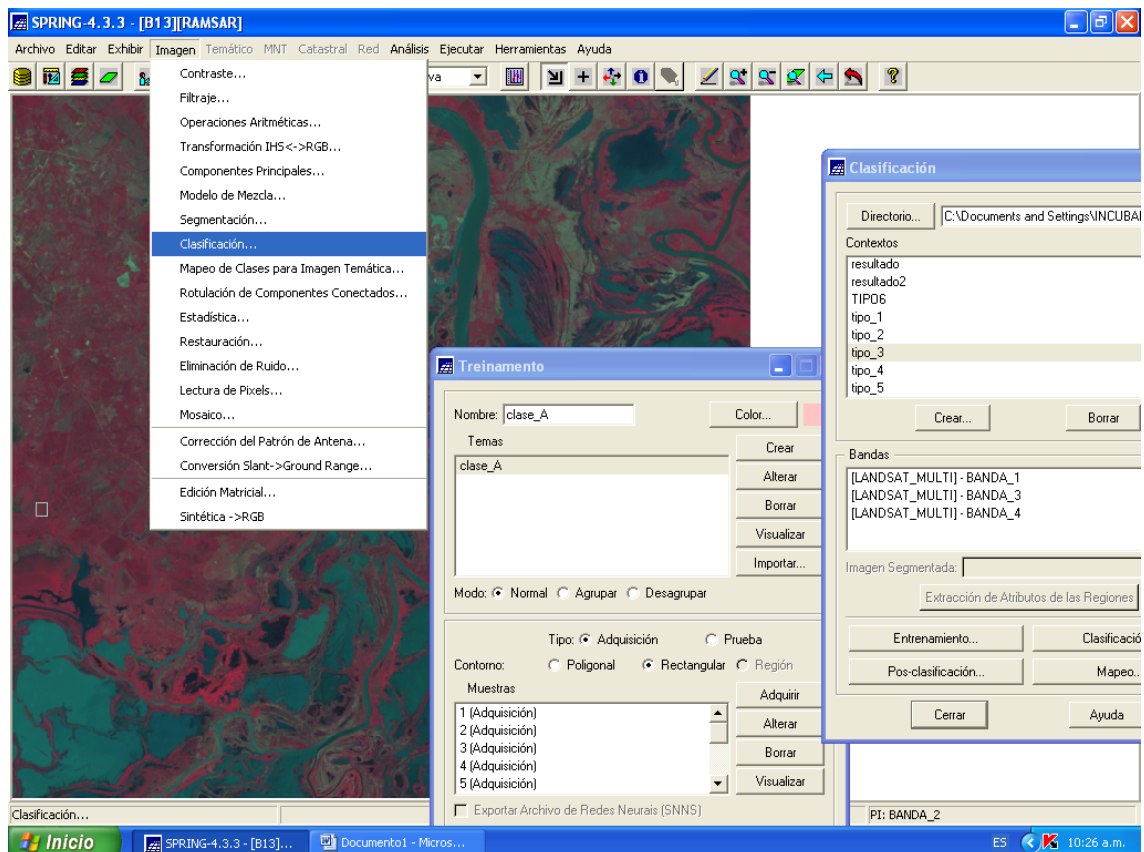 SPRING-4.3.3 - [B13][RAMSAR]
Archivo Editar Exhibir Imagen Temático MNT Catastral Red Análisis Ejecutar Herramientas Ayuda
va
Contraste...
Filtraje...
Operaciones Aritméticas...
Transformación IHS<->RGB...
Componentes Principales...
Modelo de Mezcla...
Segmentación...
Clasificación...
Mapeo de Clases para Imagen Temática...
Rotulación de Componentes Conectados...
Estadística...
Restauración...
Eliminación de Ruido...
Lectura de Pixels...
Mosaico...
Corrección del Patrón de Antena...
Conversión Slant->Ground Range...
Edición Matricial...
Sintética ->RGB
Treinamento
Nombre: clase_A Color...
Temas
clase_A
Crear
Alterar
Borrar
Visualizar
Importar...
Modo: Normal Agrupar Desagrupar
Tipo: Adquisición Prueba
Contorno: Poligonal Rectangular Región
Muestras
1 (Adquisición)
2 (Adquisición)
3 (Adquisición)
4 (Adquisición)
5 (Adquisición)
Adquirir
Alterar
Borrar
Visualizar
Exportar Archivo de Redes Neurais (SNNS)
Clasificación
Directorio... C:\Documents and Settings\INCUBA
Contextos
resultado
resultado2
TIPO6
tipo_1
tipo_2
tipo_3
tipo_4
tipo_5
Crear... Borrar
Bandas
[LANDSAT_MULTI] - BANDA_1
[LANDSAT_MULTI] - BANDA_3
[LANDSAT_MULTI] - BANDA_4
Imagen Segmentada:
Extracción de Atributos de las Regiones
Entrenamiento... Clasificació
Pos-clasificación... Mapeo..
Cerrar Ayuda
Clasificación... PI: BANDA_2
Inicio SPRING-4.3.3 - [B13]... Documento1 - Micros... ES 10:26 a.m.